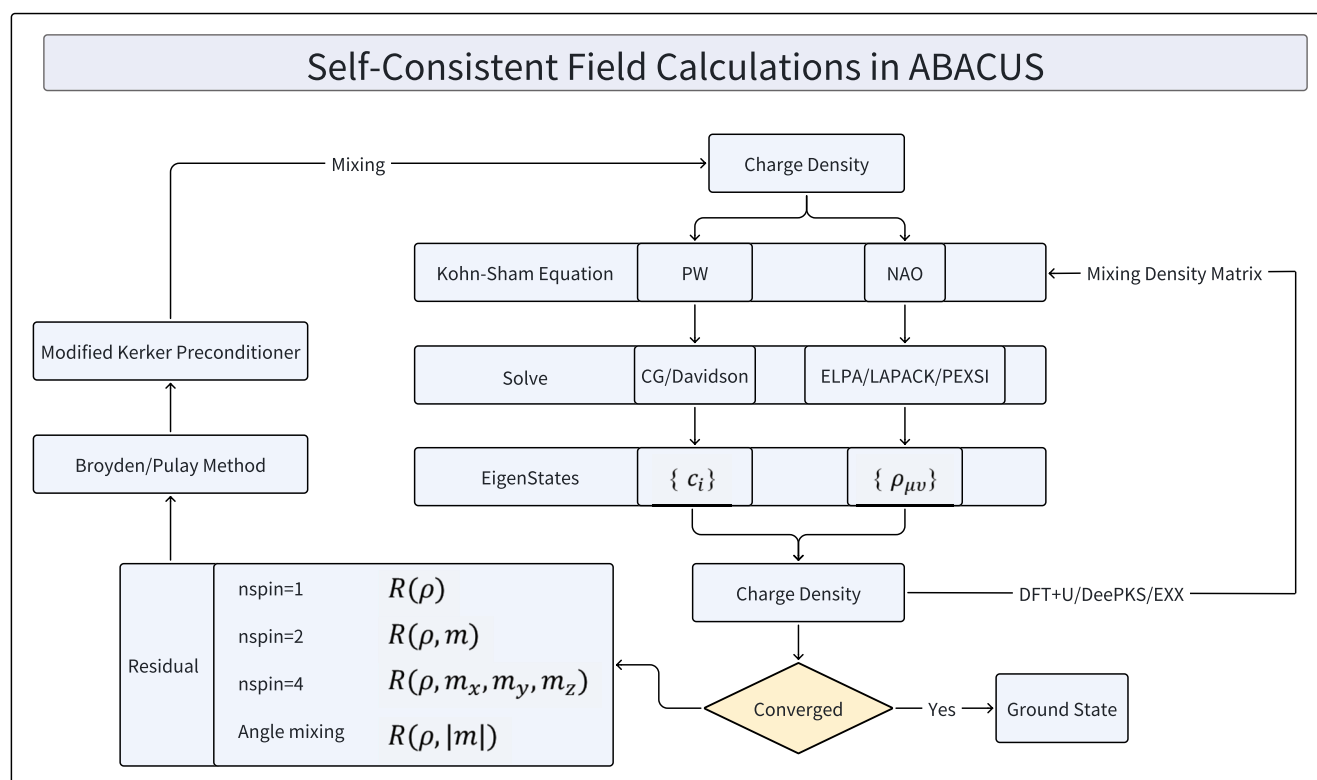 Self-Consistent Field Calculations in ABACUS
Mixing
Charge Density
Kohn-Sham Equation
PW
NAO
Mixing Density Matrix
Modified Kerker Preconditioner
Solve
CG/Davidson
ELPA/LAPACK/PEXSI
Broyden/Pulay Method
EigenStates
{ c_i }
{ ρ_μυ }
Charge Density
DFT+U/DeePKS/EXX
Residual
nspin=1 R(ρ)
nspin=2 R(ρ, m)
nspin=4 R(ρ, m_x, m_y, m_z)
Angle mixing R(ρ, |m|)
Converged
Yes
Ground State